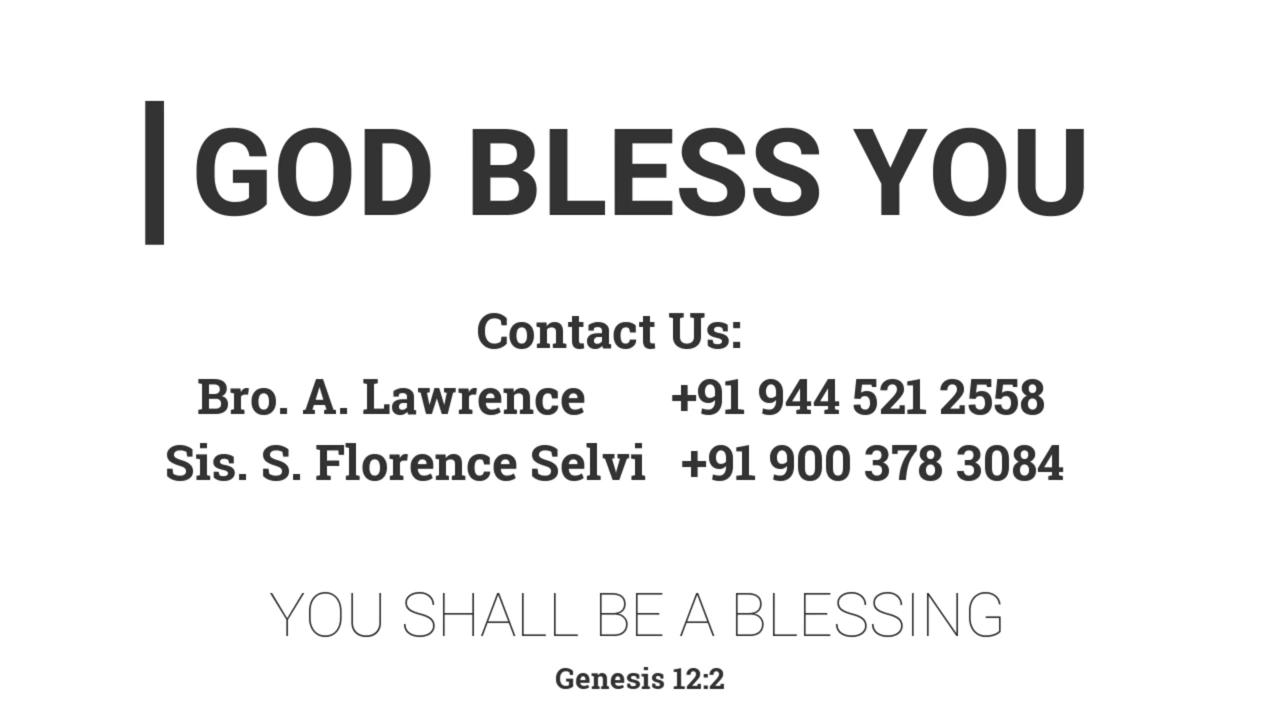 GOD BLESS YOU
Contact Us:
Bro. A. Lawrence +91 944 521 2558
Sis. S. Florence Selvi +91 900 378 3084
YOU SHALL BE A BLESSING
Genesis 12:2